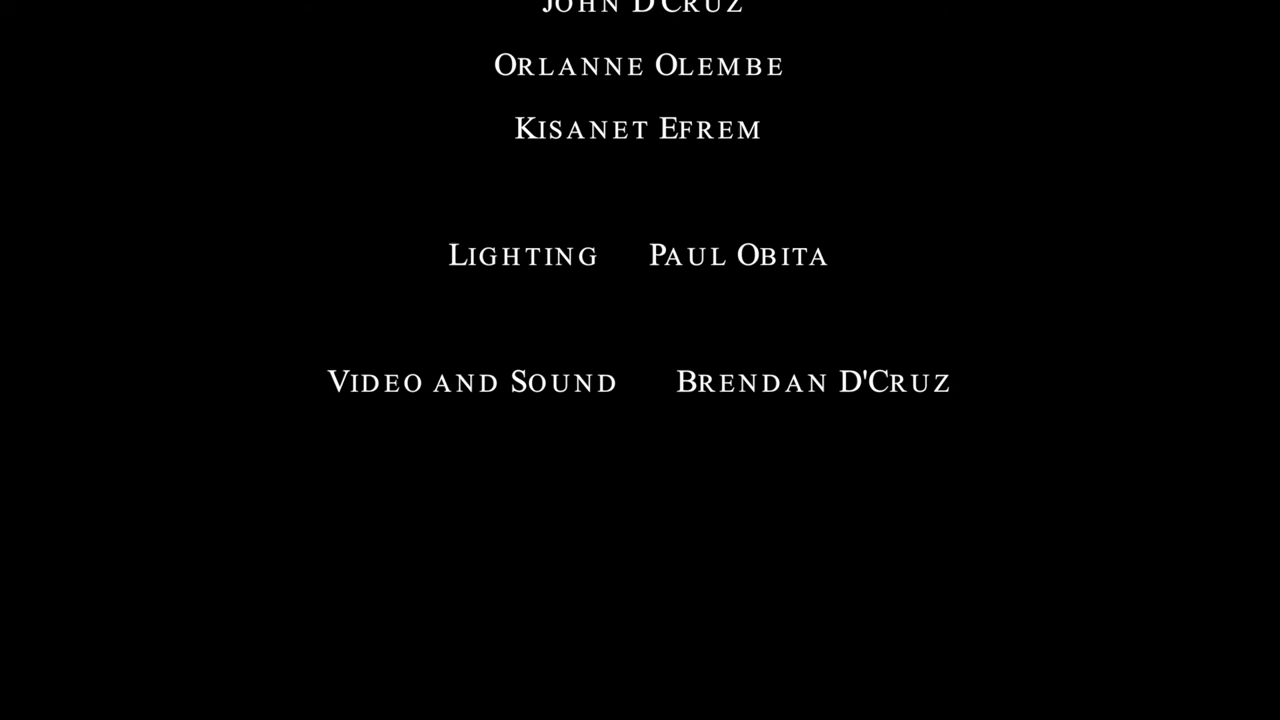 John D'Cruz
Orlanne Olembe
Kisanet Efrem
Lighting Paul Obita
Video and Sound Brendan D'Cruz